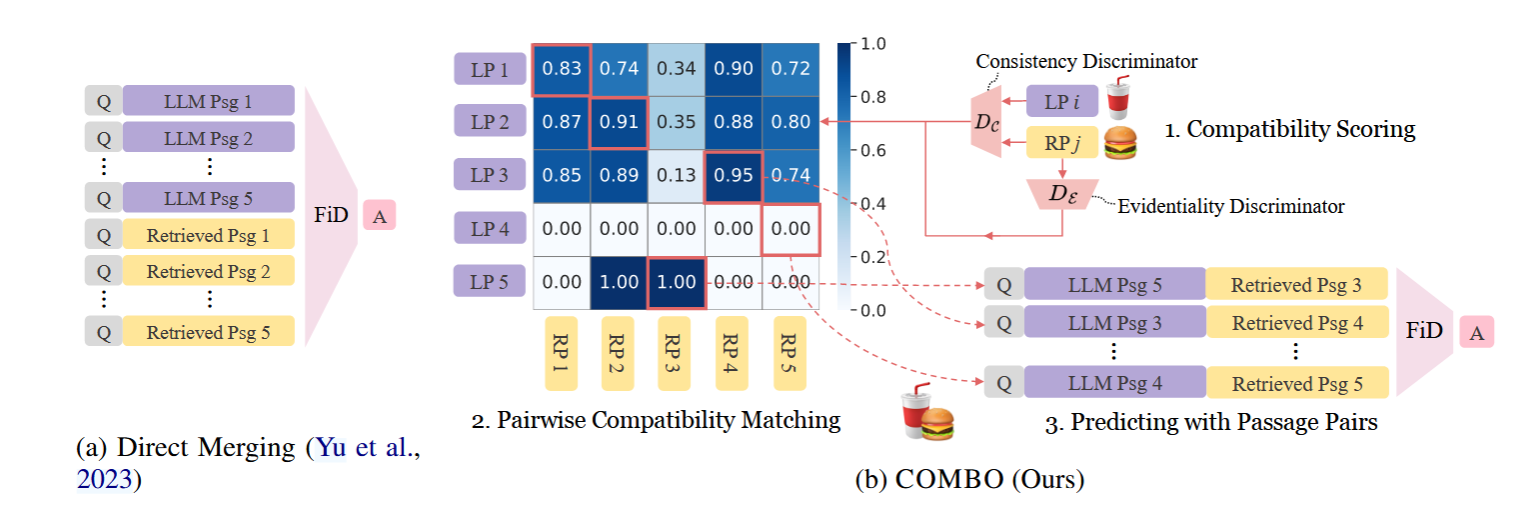 Q LLM Psg 1
Q LLM Psg 2
Q LLM Psg 5
Q Retrieved Psg 1
Q Retrieved Psg 2
Q Retrieved Psg 5
FiD
A
(a) Direct Merging (Yu et al.,
2023)
LP 1 0.83 0.74 0.34 0.90 0.72
LP 2 0.87 0.91 0.35 0.88 0.80
LP 3 0.85 0.89 0.13 0.95 0.74
LP 4 0.00 0.00 0.00 0.00 0.00
LP 5 0.00 1.00 1.00 0.00 0.00
RP 1 RP 2 RP 3 RP 4 RP 5
1.0
0.8
0.6
0.4
0.2
0.0
2. Pairwise Compatibility Matching
Consistency Discriminator
LP i
D_C
RP j
1. Compatibility Scoring
D_ℰ
Evidentiality Discriminator
Q LLM Psg 5 Retrieved Psg 3
Q LLM Psg 3 Retrieved Psg 4
Q LLM Psg 4 Retrieved Psg 5
FiD
A
3. Predicting with Passage Pairs
(b) COMBO (Ours)